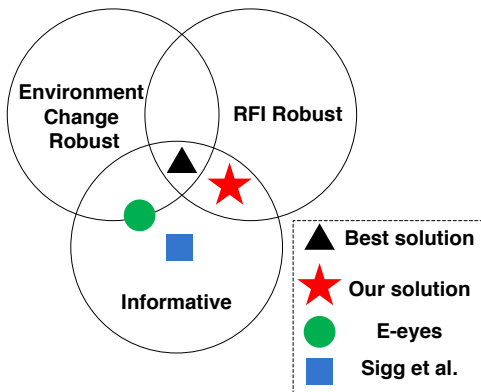 Environment
Change
Robust
RFI Robust
Informative
Best solution
Our solution
E-eyes
Sigg et al.